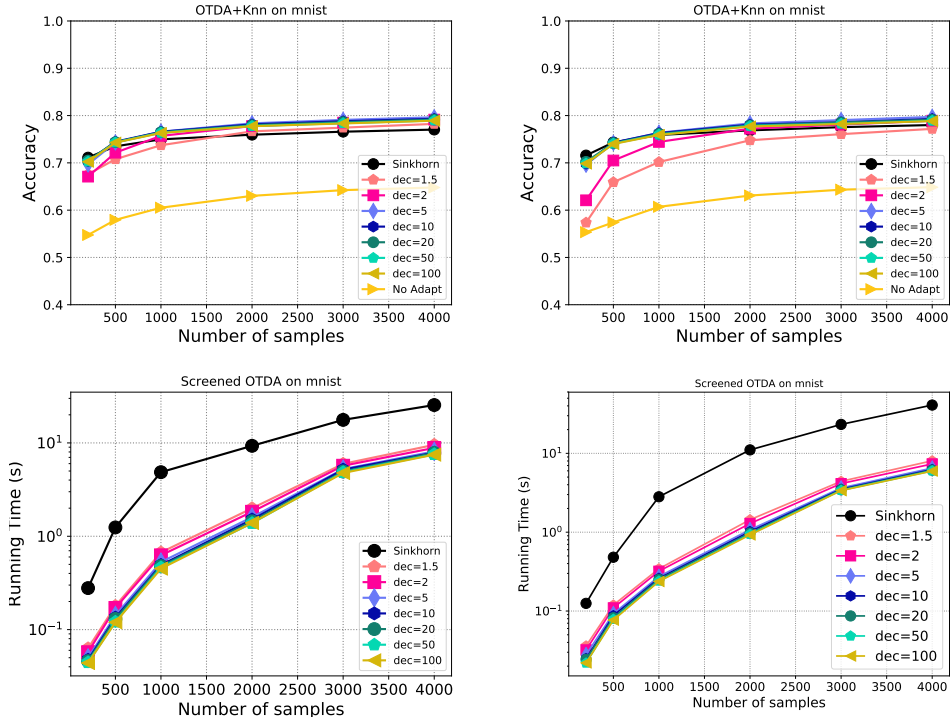 OTDA+Knn on mnist
Accuracy
1.0
0.9
0.8
0.7
0.6
0.5
0.4
Sinkhorn
dec=1.5
dec=2
dec=5
dec=10
dec=20
dec=50
dec=100
No Adapt
500 1000 1500 2000 2500 3000 3500 4000
Number of samples
OTDA+Knn on mnist
Accuracy
1.0
0.9
0.8
0.7
0.6
0.5
0.4
Sinkhorn
dec=1.5
dec=2
dec=5
dec=10
dec=20
dec=50
dec=100
No Adapt
500 1000 1500 2000 2500 3000 3500 4000
Number of samples
Screened OTDA on mnist
Running Time (s)
10¹
10⁰
10⁻¹
Sinkhorn
dec=1.5
dec=2
dec=5
dec=10
dec=20
dec=50
dec=100
500 1000 1500 2000 2500 3000 3500 4000
Number of samples
Screened OTDA on mnist
Running Time (s)
10¹
10⁰
10⁻¹
Sinkhorn
dec=1.5
dec=2
dec=5
dec=10
dec=20
dec=50
dec=100
500 1000 1500 2000 2500 3000 3500 4000
Number of samples